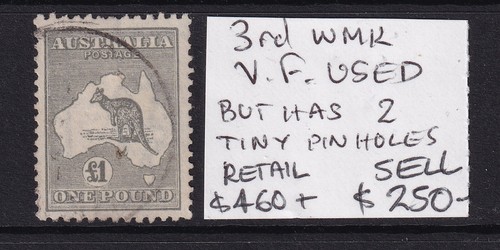 AUSTRALIA
POSTAGE
£1
ONE POUND
3rd WMK
V.F. USED
BUT HAS 2
TINY PINHOLES
RETAIL SELL
$460+ $250-